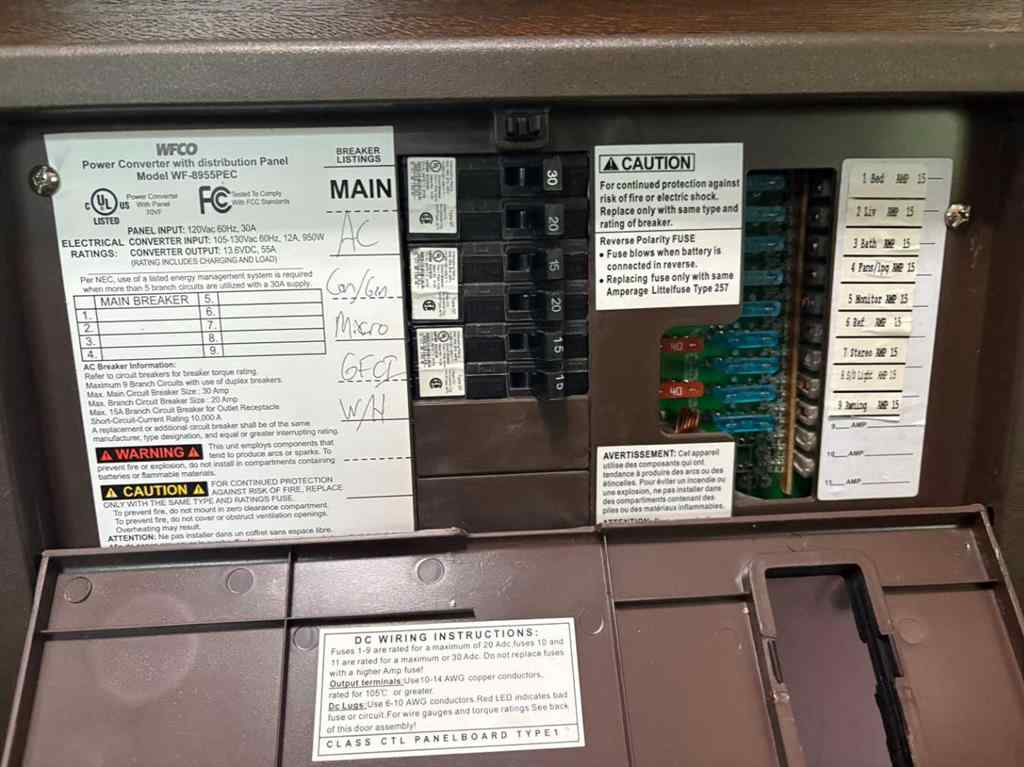 WFCO
Power Converter with distribution Panel
Model WF-8955PEC
C UL US
LISTED
Power Converter
With Panel
FC
Tested To Comply
With FCC Standards
PANEL INPUT: 120Vac 60Hz, 30A
ELECTRICAL CONVERTER INPUT: 105-130Vac 60Hz, 12A, 950W
RATINGS: CONVERTER OUTPUT: 13.6VDC, 55A
(RATING INCLUDES CHARGING AND LOAD)
Per NEC, use of a listed energy management system is required
when more than 5 branch circuits are utilized with a 30A supply.
MAIN BREAKER 5.
1. 6.
2. 7.
3. 8.
4. 9.
AC Breaker Information:
Refer to circuit breakers for breaker torque rating.
Maximum 9 Branch Circuits with use of duplex breakers.
Max. Main Circuit Breaker Size : 30 Amp
Max. Branch Circuit Breaker Size : 20 Amp
Max. 15A Branch Circuit Breaker for Outlet Receptacle
Short-Circuit-Current Rating 10,000 A
A replacement or additional circuit breaker shall be of the same
manufacturer, type designation, and equal or greater interrupting rating.
WARNING This unit employs components that
tend to produce arcs or sparks. To
prevent fire or explosion, do not install in compartments containing
batteries or flammable materials.
CAUTION FOR CONTINUED PROTECTION
AGAINST RISK OF FIRE, REPLACE
ONLY WITH THE SAME TYPE AND RATINGS FUSE.
To prevent fire, do not mount in zero clearance compartment.
To prevent fire, do not cover or obstruct ventilation openings.
Overheating may result.
ATTENTION: Ne pas installer dans un coffret sans espace libre.
BREAKER
LISTINGS
MAIN
AC
Con/Gen
Micro
GFCI
W/H
30
20
15
20
15
15
CAUTION
For continued protection against
risk of fire or electric shock.
Replace only with same type and
rating of breaker.
Reverse Polarity FUSE
• Fuse blows when battery is
connected in reverse.
• Replacing fuse only with same
Amperage Littelfuse Type 257
40
40
AVERTISSEMENT: Cet appareil
utilise des composants qui ont
tendance à produire des arcs ou des
étincelles. Pour éviter un incendie ou
une explosion, ne pas installer dans
des compartiments contenant des
piles ou des matériaux inflammables.
1 Bed AMP 15
2 Liv AMP 15
3 Bath AMP 15
4 Fans/lpg AMP 15
5 Monitor AMP 15
6 Ref AMP 15
7 Stereo AMP 15
8 S/O Light AMP 15
9 Awning AMP 15
9 AMP
10 AMP
11 AMP
DC WIRING INSTRUCTIONS:
Fuses 1-9 are rated for a maximum of 20 Adc,fuses 10 and
11 are rated for a maximum or 30 Adc. Do not replace fuses
with a higher Amp fuse!
Output terminals:Use10-14 AWG copper conductors,
rated for 105℃ or greater.
Dc Lugs:Use 6-10 AWG conductors.Red LED indicates bad
fuse or circuit.For wire gauges and torque ratings See back
of this door assembly!
CLASS CTL PANELBOARD TYPE1